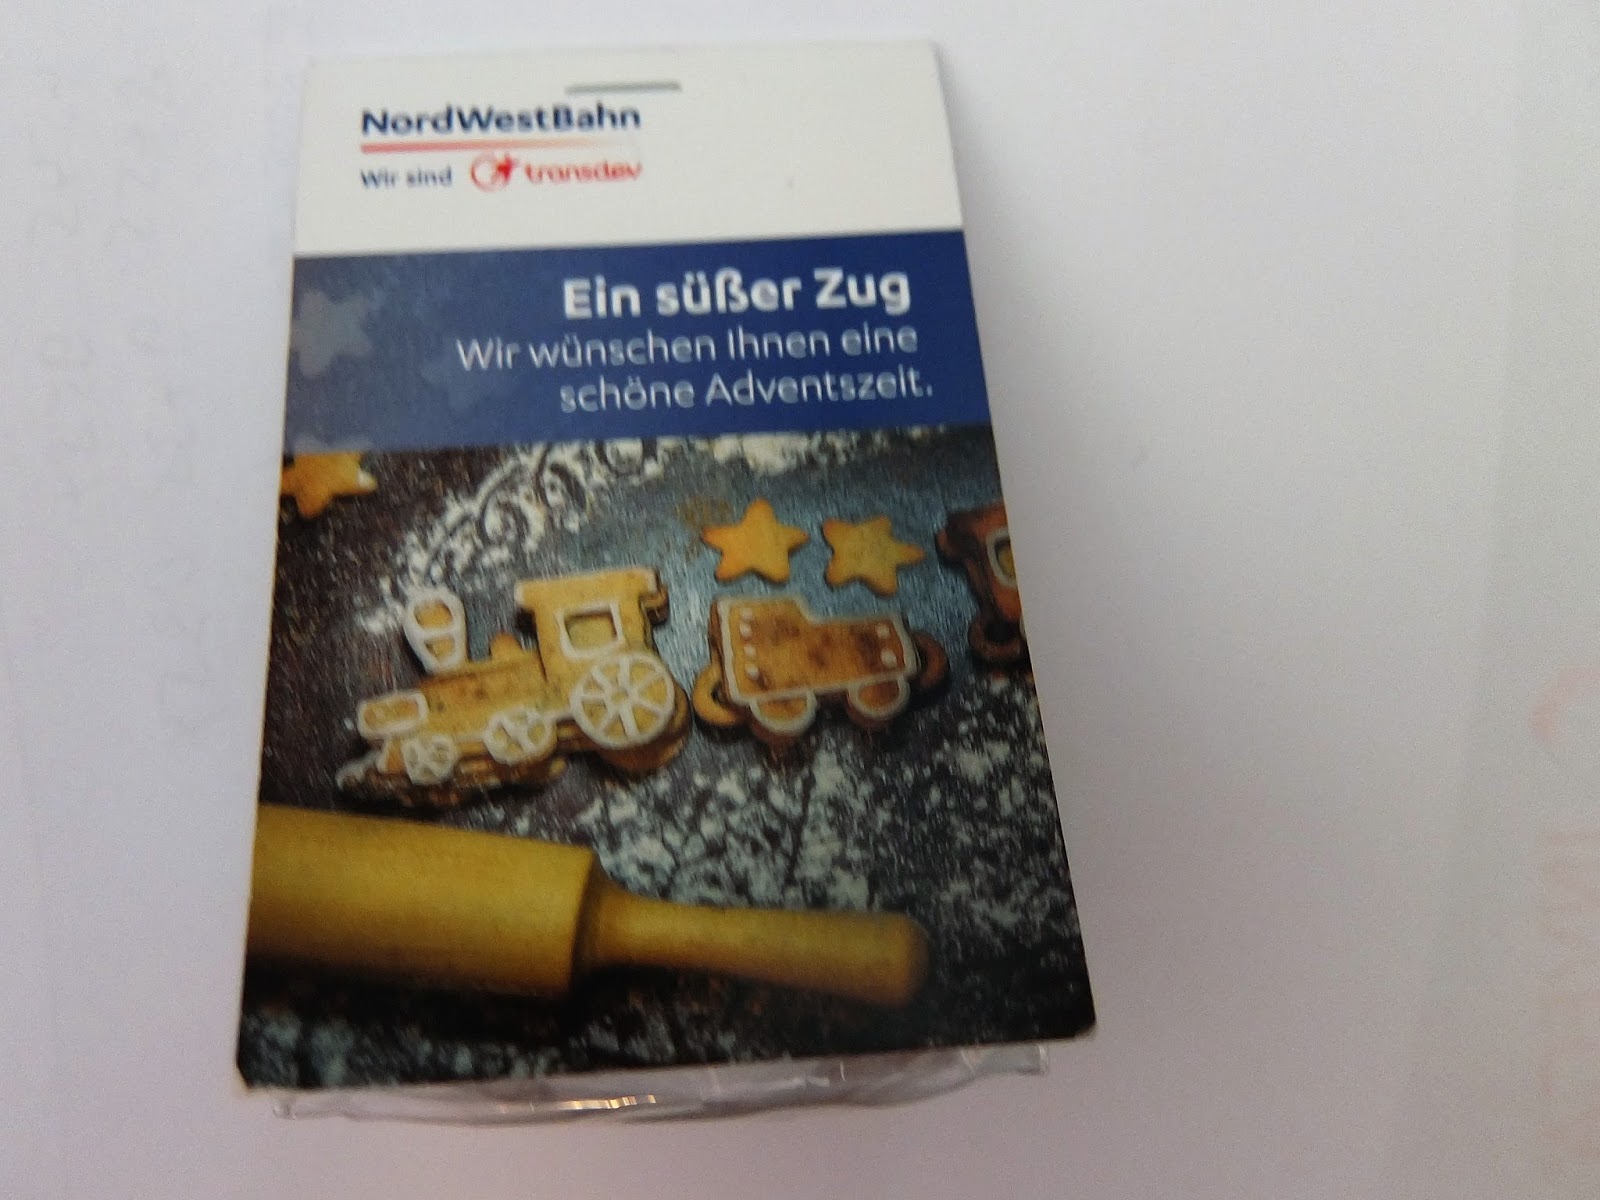 NordWestBahn
Wir sind transdev
Ein süßer Zug
Wir wünschen Ihnen eine
schöne Adventszeit.